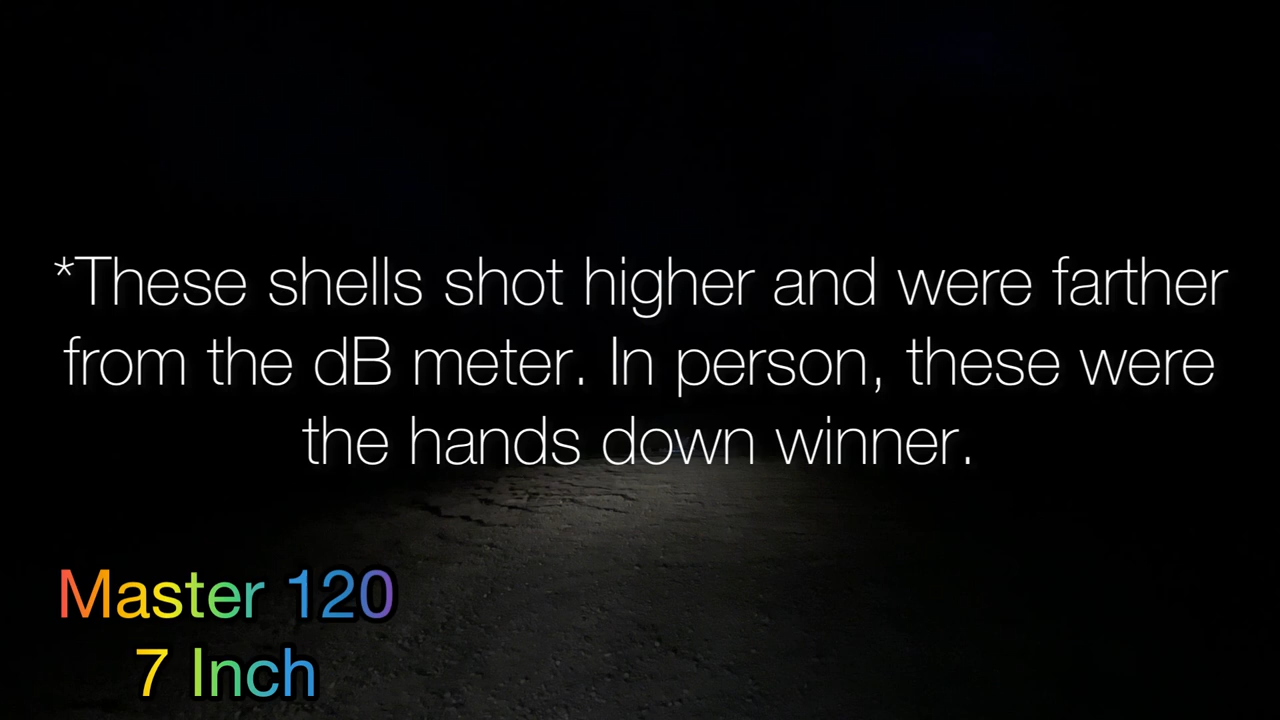 *These shells shot higher and were farther
from the dB meter. In person, these were
the hands down winner.
Master 120
7 Inch